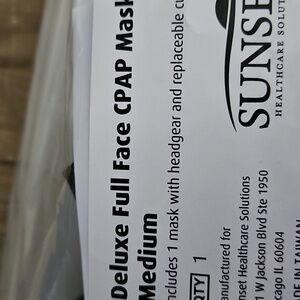 Deluxe Full Face CPAP Mask
Medium
ncludes 1 mask with headgear and replaceable cu
QTY 1
SUNSE
HEALTHCARE SOLUT
anufactured for
nset Healthcare Solutions
W Jackson Blvd Ste 1950
cago IL 60604
DE IN TAIWAN